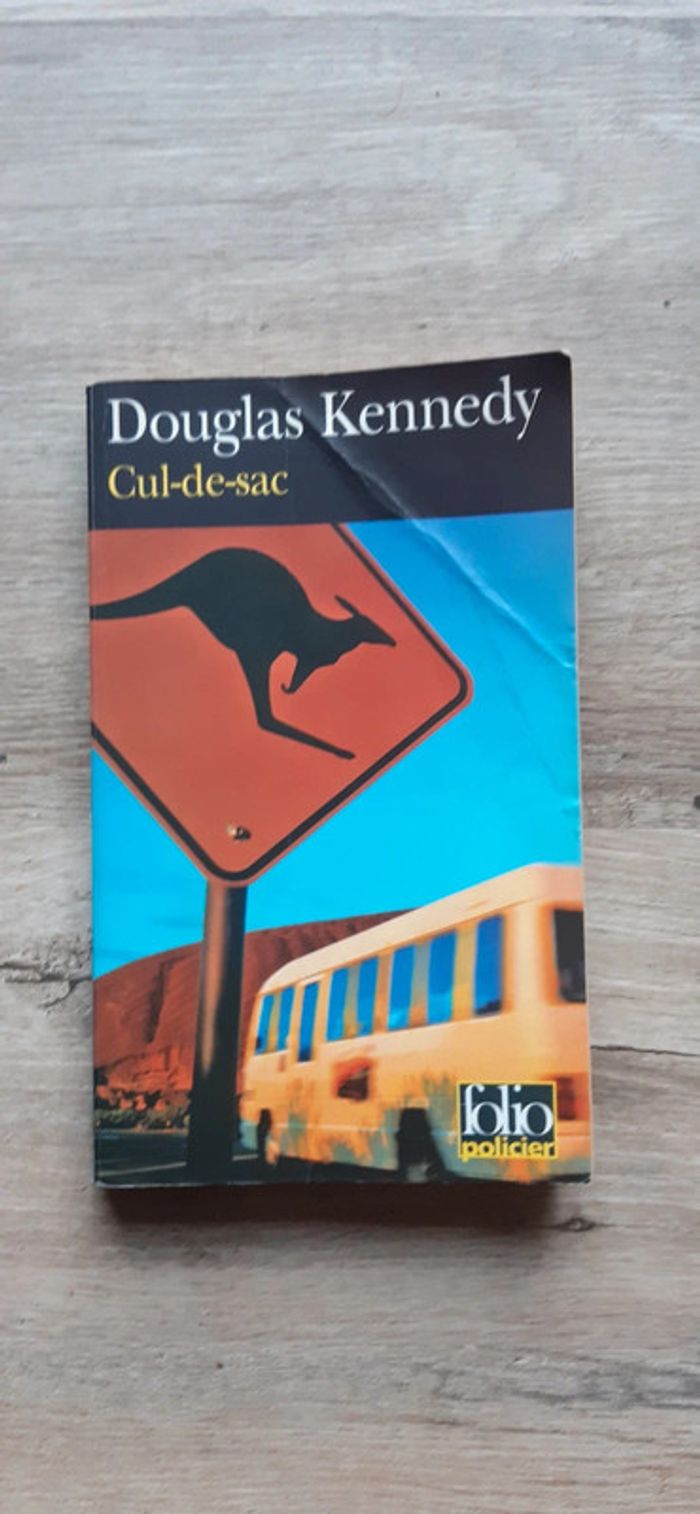 Douglas Kennedy
Cul-de-sac
folio
policier